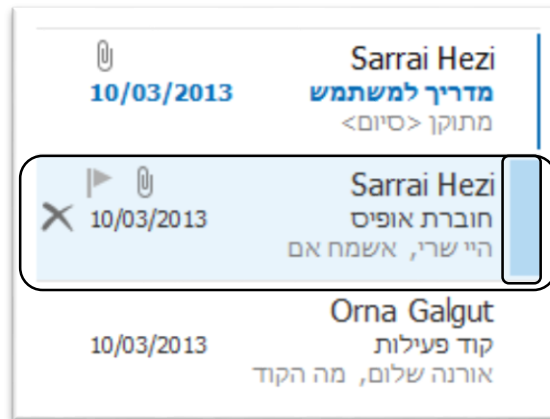 Sarrai Hezi
מדריך למשתמש 10/03/2013
מתוקן <סיום>
Sarrai Hezi
חוברת אופיס 10/03/2013
היי שרי, אשמח אם
Orna Galgut
קוד פעילות 10/03/2013
אורנה שלום, מה הקוד